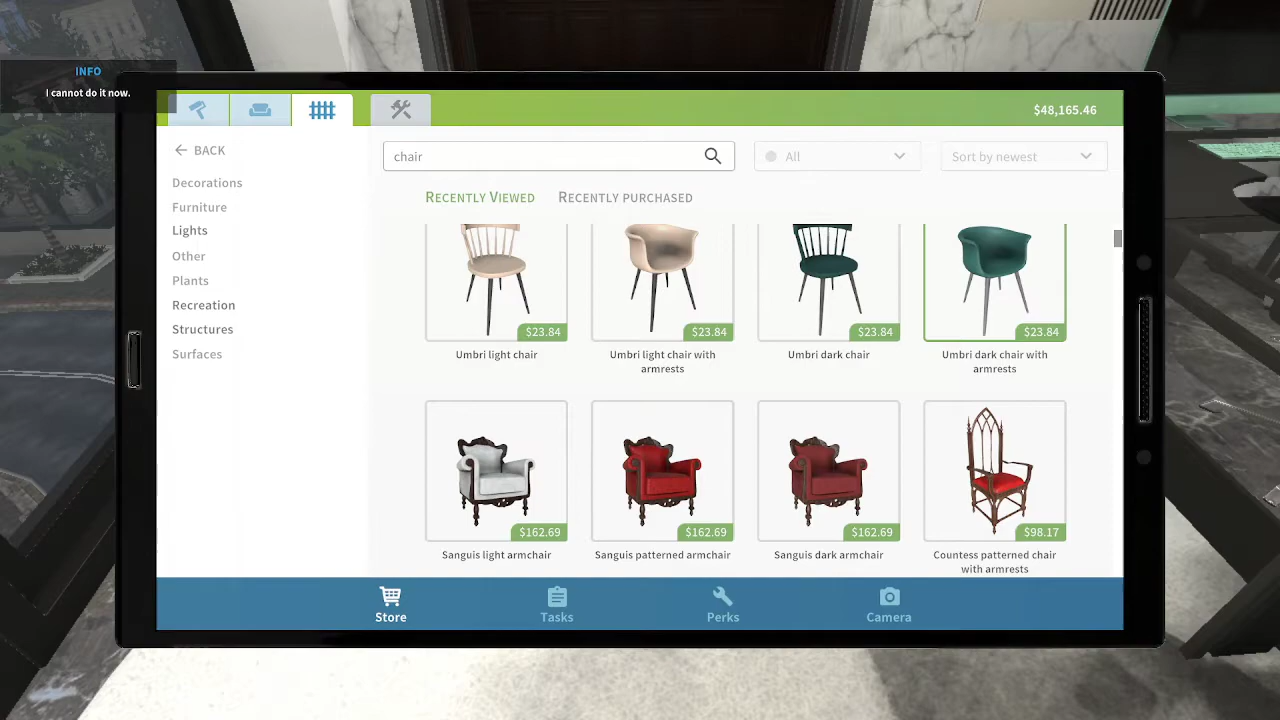 INFO
I cannot do it now.
$48,165.46
BACK
chair
All
Sort by newest
Decorations
Furniture
Lights
Other
Plants
Recreation
Structures
Surfaces
RECENTLY VIEWED
RECENTLY PURCHASED
$23.84
$23.84
$23.84
$23.84
Umbri light chair
Umbri light chair with
armrests
Umbri dark chair
Umbri dark chair with
armrests
$162.69
$162.69
$162.69
$98.17
Sanguis light armchair
Sanguis patterned armchair
Sanguis dark armchair
Countess patterned chair
with armrests
Store
Tasks
Perks
Camera